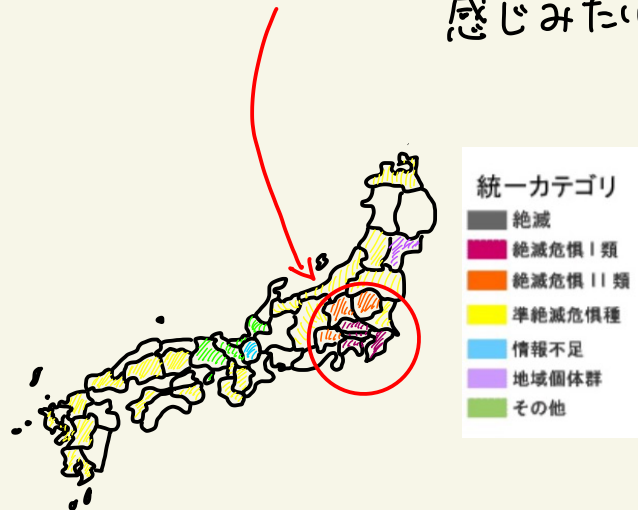 感じみたい
統一カテゴリ
絶滅
絶滅危惧Ⅰ類
絶滅危惧ⅠⅠ類
準絶滅危惧種
情報不足
地域個体群
その他